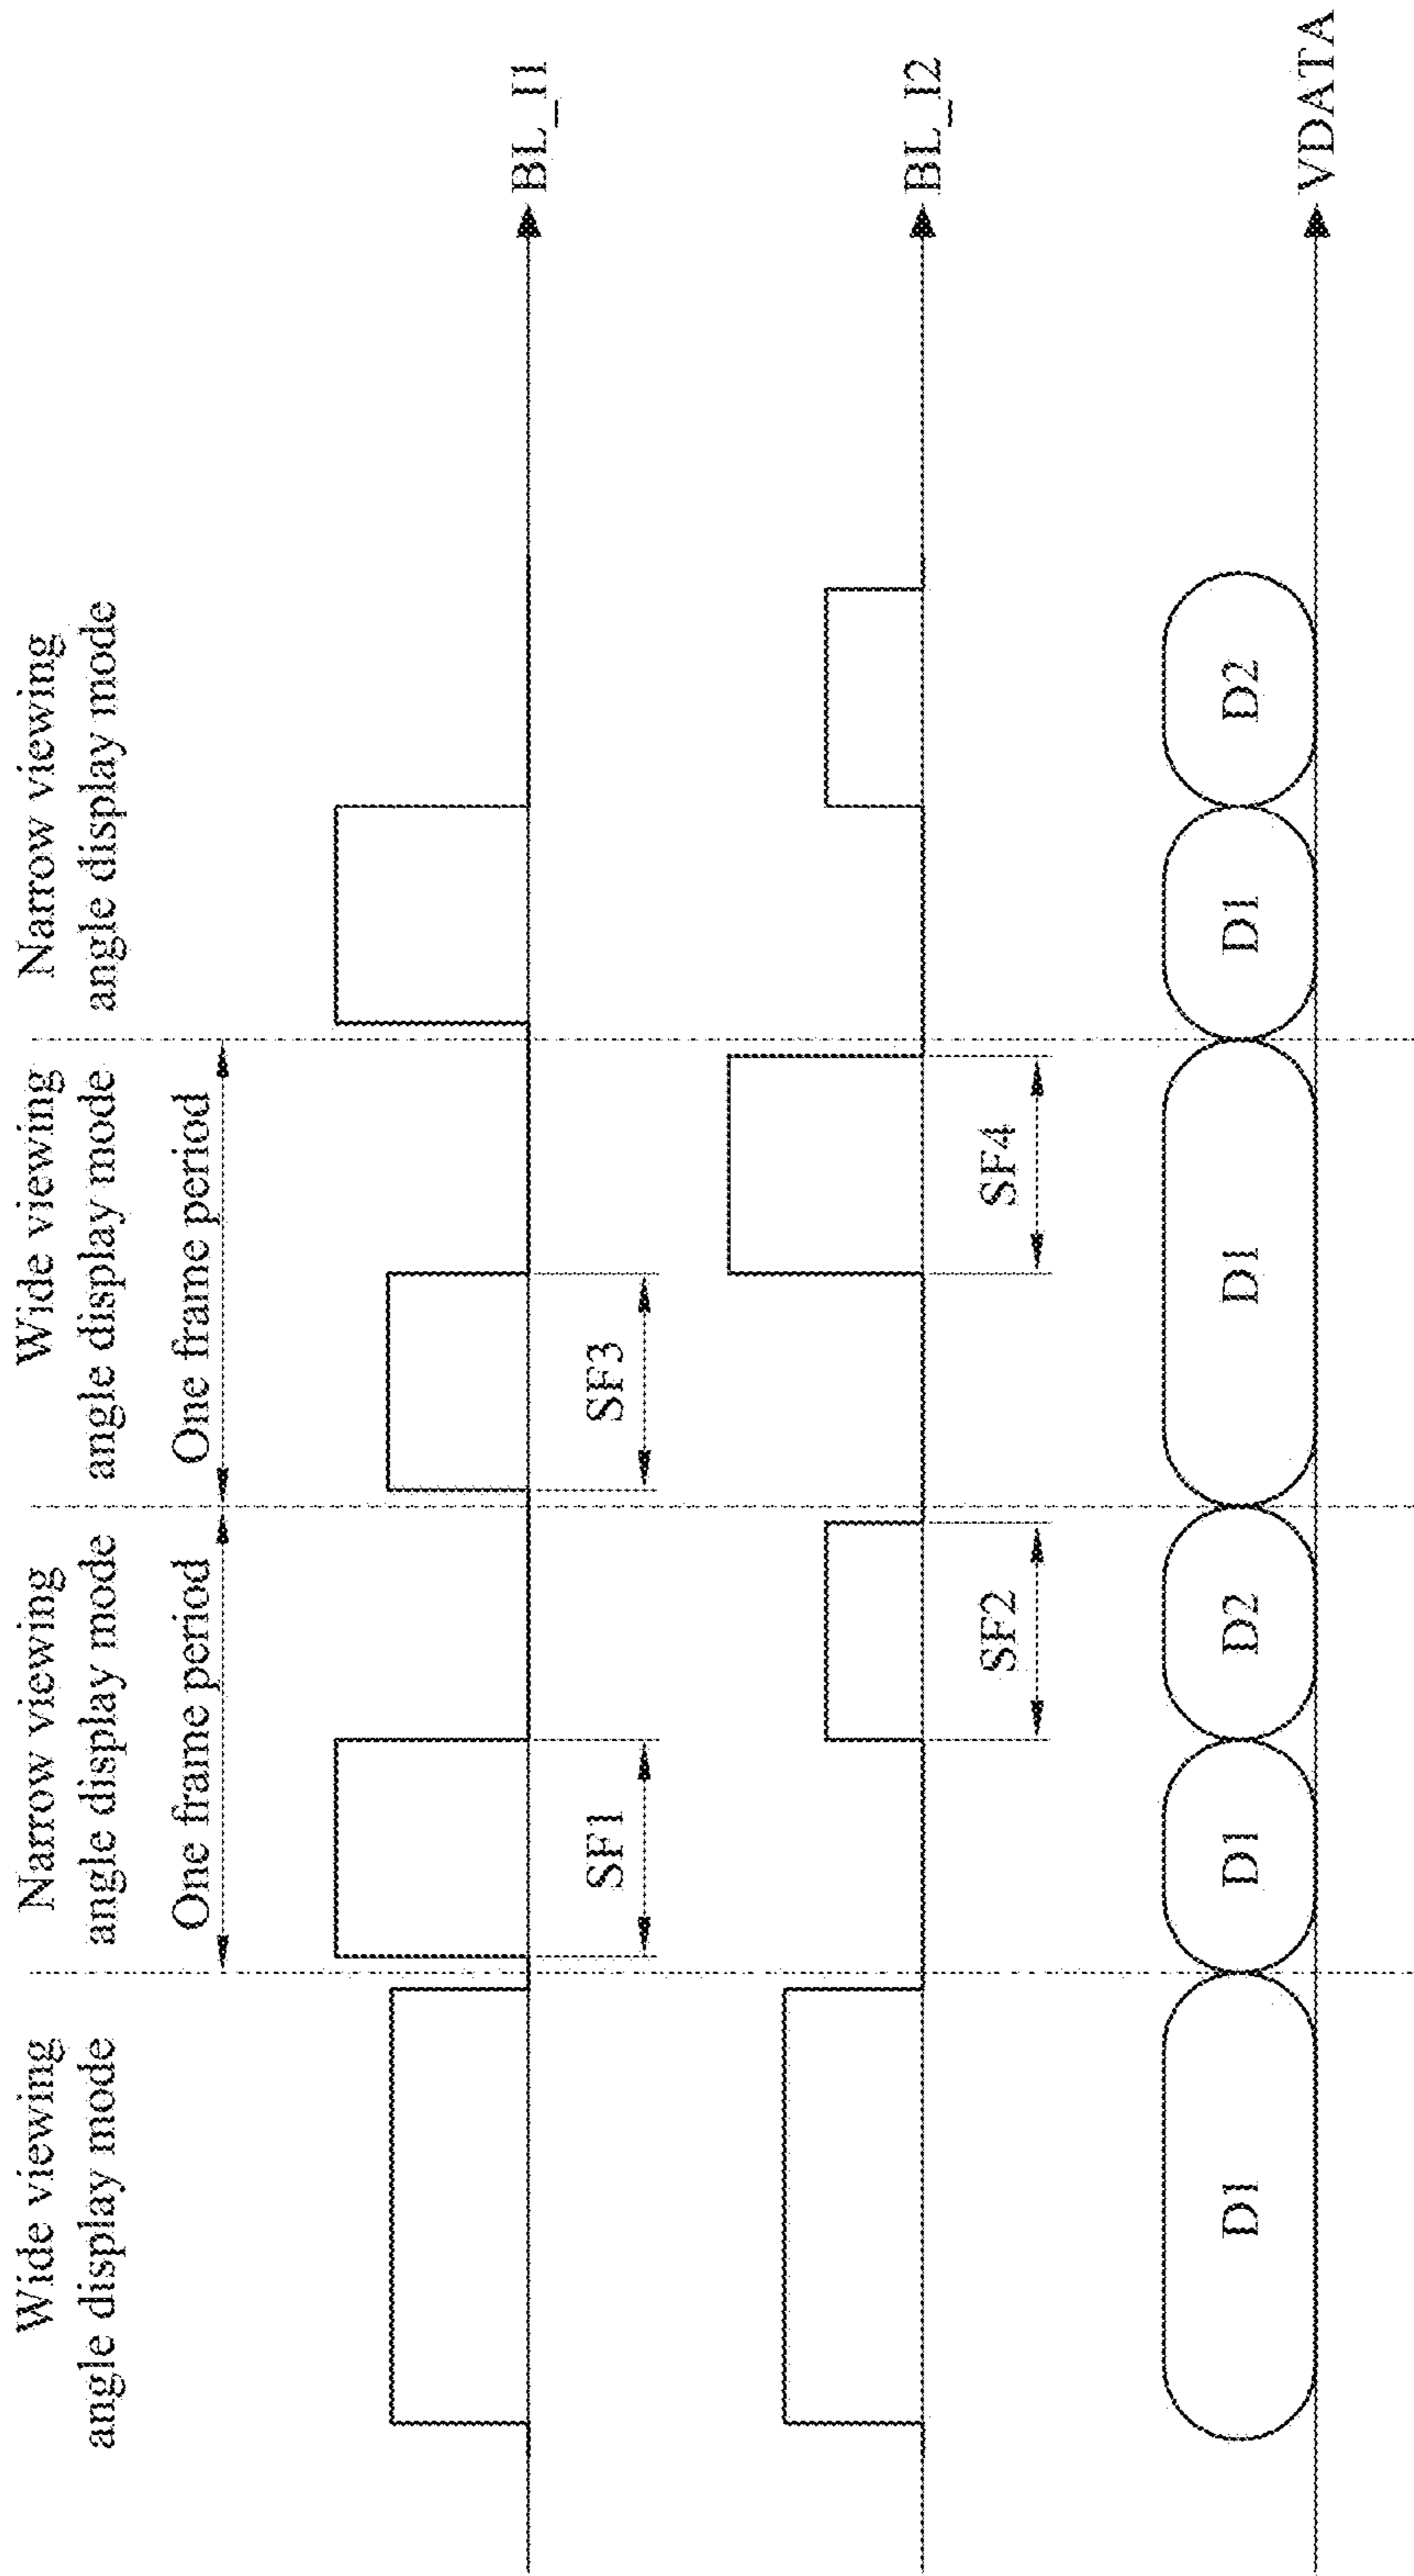 Wide viewing
angle display mode
Narrow viewing
angle display mode
Wide viewing
angle display mode
Narrow viewing
angle display mode
One frame period
One frame period
BL_I1
SF1
SF3
BL_I2
SF2
SF4
D1
D1
D2
D1
D1
D2
VDATA